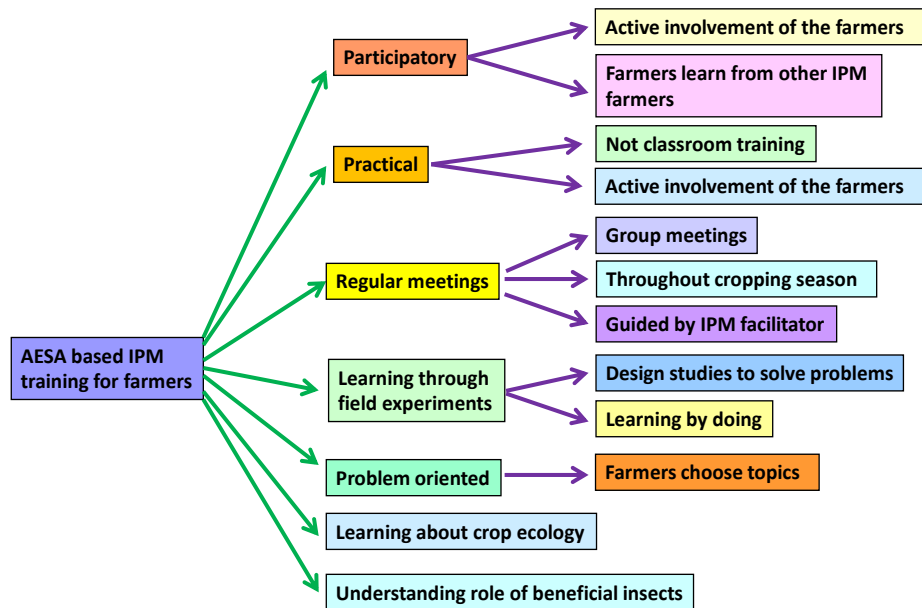 AESA based IPM
training for farmers
Participatory
Active involvement of the farmers
Farmers learn from other IPM
farmers
Practical
Not classroom training
Active involvement of the farmers
Regular meetings
Group meetings
Throughout cropping season
Guided by IPM facilitator
Learning through
field experiments
Design studies to solve problems
Learning by doing
Problem oriented
Farmers choose topics
Learning about crop ecology
Understanding role of beneficial insects